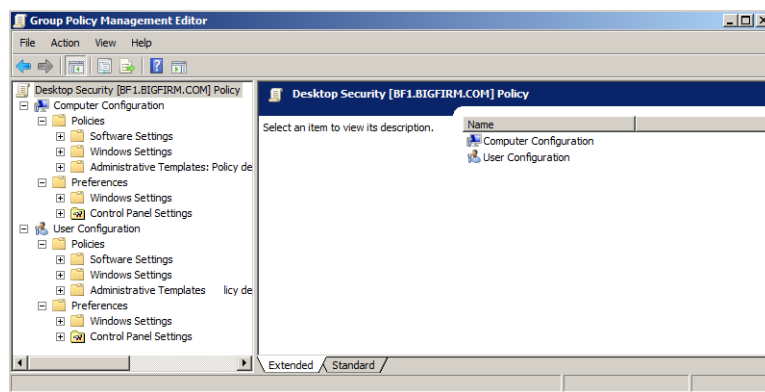 Group Policy Management Editor
File Action View Help
Desktop Security [BF1.BIGFIRM.COM] Policy
Computer Configuration
Policies
Software Settings
Windows Settings
Administrative Templates: Policy de
Preferences
Windows Settings
Control Panel Settings
User Configuration
Policies
Software Settings
Windows Settings
Administrative Templates licy de
Preferences
Windows Settings
Control Panel Settings
Desktop Security [BF1.BIGFIRM.COM] Policy
Select an item to view its description.
Name
Computer Configuration
User Configuration
Extended Standard